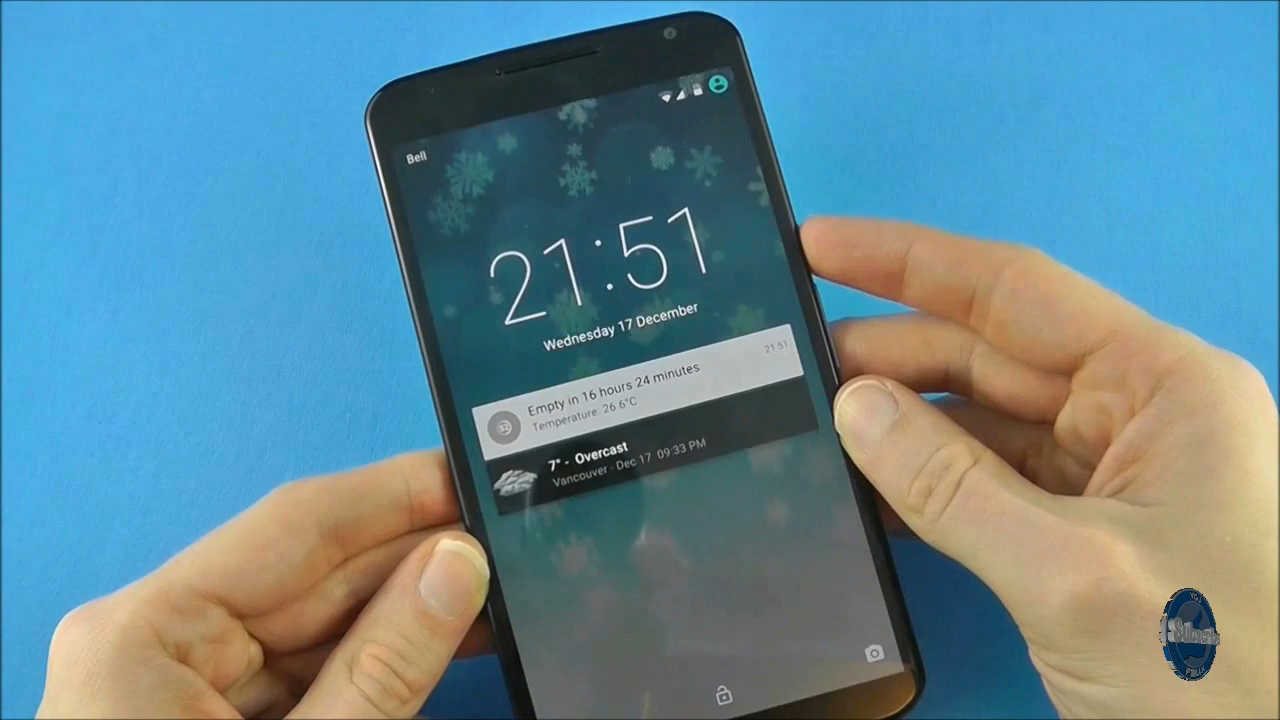 Bell
21:51
Wednesday 17 December
Empty in 16 hours 24 minutes
21:51
Temperature: 26.6°C
7° - Overcast
Vancouver · Dec 17 09:33 PM